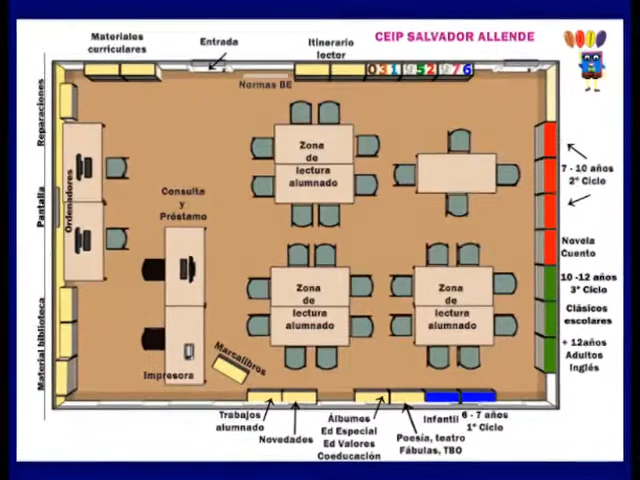 CEIP SALVADOR ALLENDE
Materiales
curriculares
Entrada
Itinerario
lector
Normas BE
031952976
Reparaciones
Pantalla
Material biblioteca
Ordenadores
Consulta
y
Préstamo
Zona
de
lectura
alumnado
Zona
de
lectura
alumnado
Zona
de
lectura
alumnado
7 - 10 años
2º Ciclo
Novela
Cuento
10 -12 años
3º Ciclo
Clásicos
escolares
+ 12años
Adultos
Inglés
Impresora
Marcalibros
Trabajos
alumnado
Novedades
Álbumes
Ed Especial
Ed Valores
Coeducación
Poesía, teatro
Fábulas, TBO
Infantil
6 - 7 años
1º Ciclo